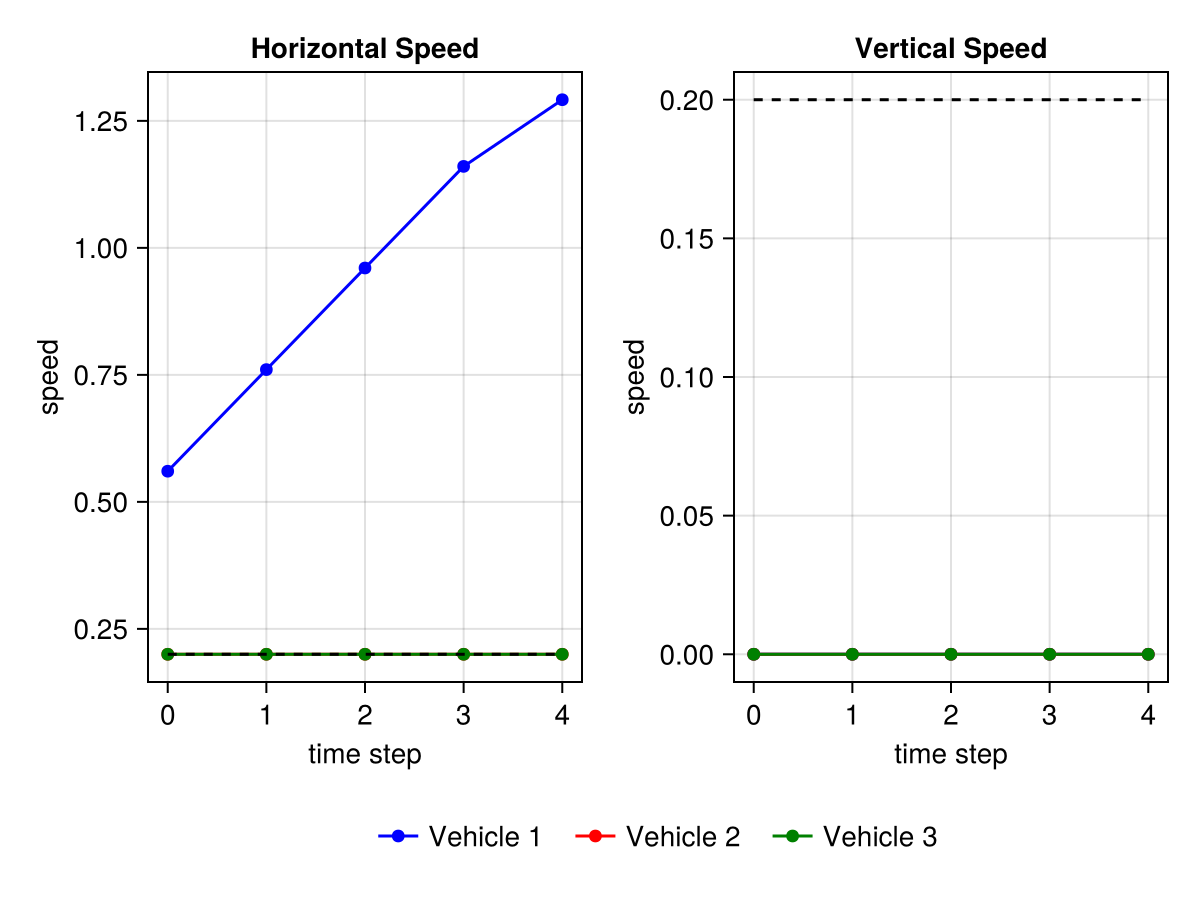 Horizontal Speed
1.25
1.00
0.75
0.50
0.25
speed
0 1 2 3 4
time step
Vertical Speed
0.20
0.15
0.10
0.05
0.00
speed
0 1 2 3 4
time step
Vehicle 1 Vehicle 2 Vehicle 3